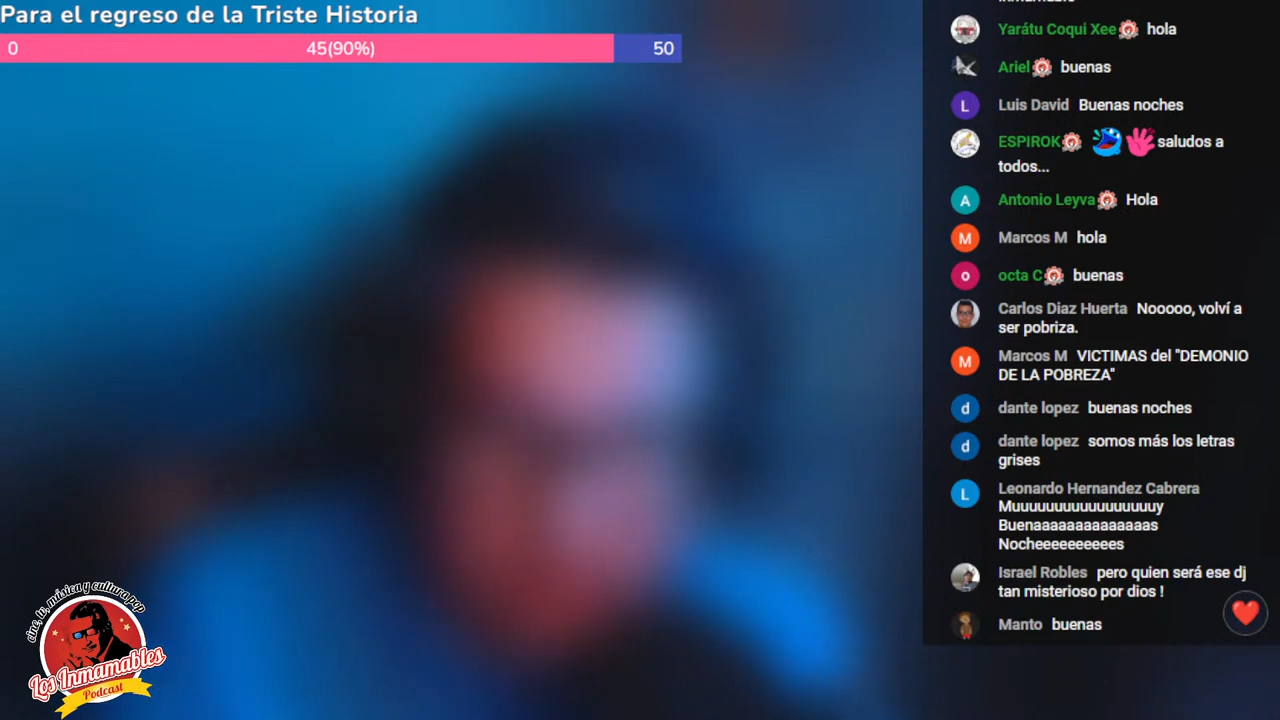 Para el regreso de la Triste Historia
0 45(90%) 50
Yarátu Coqui Xee hola
Ariel buenas
L Luis David Buenas noches
ESPIROK saludos a
todos...
A Antonio Leyva Hola
M Marcos M hola
o octa C buenas
Carlos Diaz Huerta Nooooo, volví a
ser pobriza.
M Marcos M VICTIMAS del "DEMONIO
DE LA POBREZA"
d dante lopez buenas noches
d dante lopez somos más los letras
grises
L Leonardo Hernandez Cabrera
Muuuuuuuuuuuuuuuuy
Buenaaaaaaaaaaaaaas
Nocheeeeeeeeees
Israel Robles pero quien será ese dj
tan misterioso por dios !
Manto buenas
cine, tv, música y cultura pop
Los Inmamables
Podcast